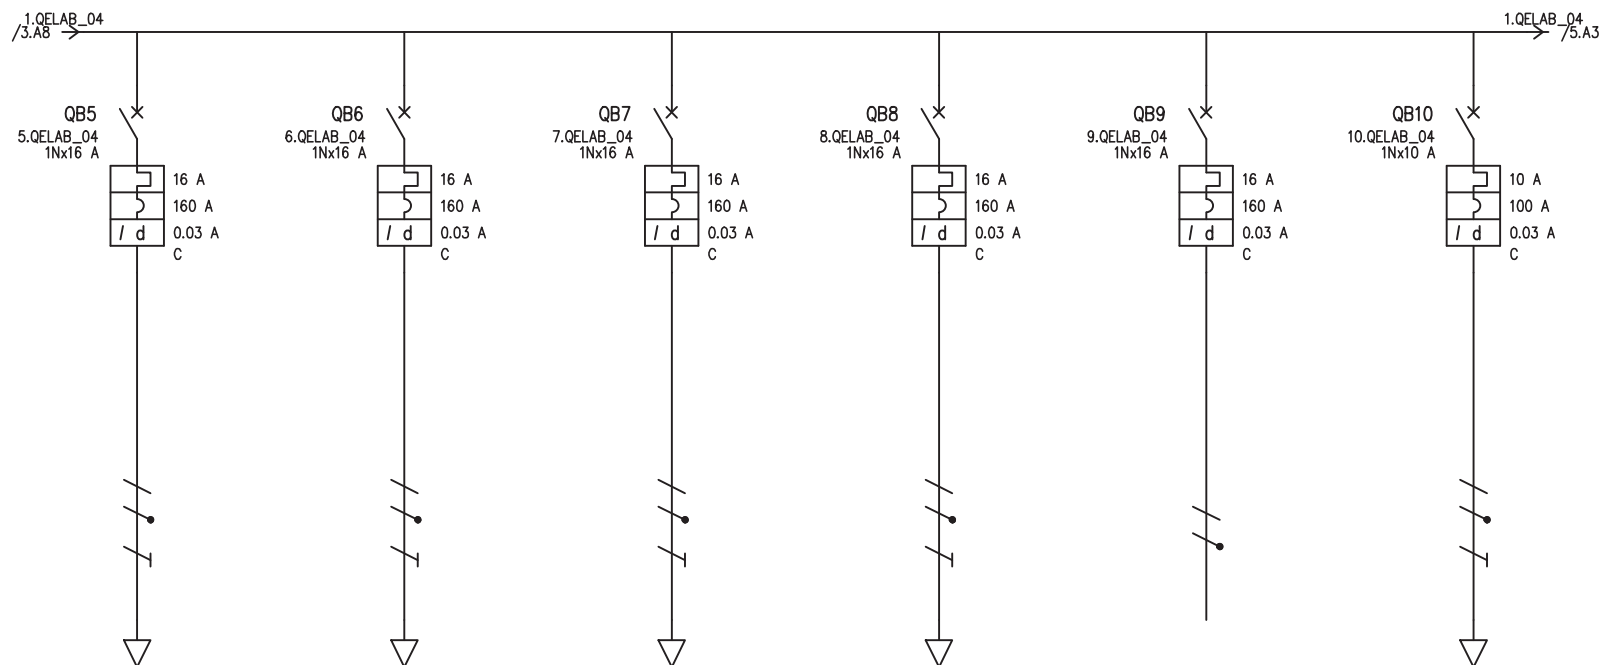 1.QELAB_04
/3.A8
1.QELAB_04
/5.A3
QB5
5.QELAB_04
1Nx16 A
16 A
160 A
I d
0.03 A
C
QB6
6.QELAB_04
1Nx16 A
16 A
160 A
I d
0.03 A
C
QB7
7.QELAB_04
1Nx16 A
16 A
160 A
I d
0.03 A
C
QB8
8.QELAB_04
1Nx16 A
16 A
160 A
I d
0.03 A
C
QB9
9.QELAB_04
1Nx16 A
16 A
160 A
I d
0.03 A
C
QB10
10.QELAB_04
1Nx10 A
10 A
100 A
I d
0.03 A
C